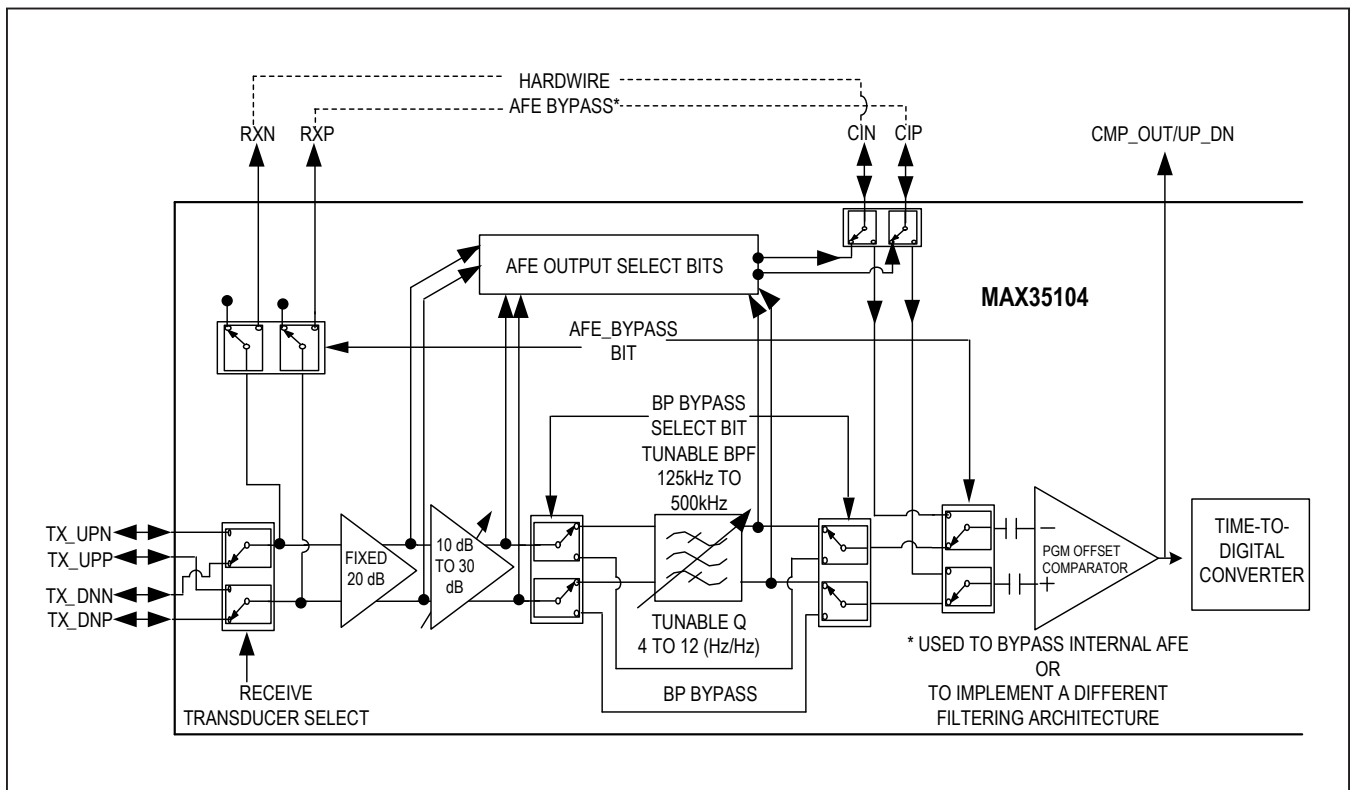 HARDWIRE
AFE BYPASS*
RXN
RXP
CIN
CIP
CMP_OUT/UP_DN
AFE OUTPUT SELECT BITS
MAX35104
AFE_BYPASS
BIT
BP BYPASS
SELECT BIT
TUNABLE BPF
125kHz TO
500kHz
TX_UPN
TX_UPP
TX_DNN
TX_DNP
FIXED
20 dB
10 dB
TO 30
dB
−
PGM OFFSET
COMPARATOR
+
TIME-TO-
DIGITAL
CONVERTER
TUNABLE Q
4 TO 12 (Hz/Hz)
BP BYPASS
RECEIVE
TRANSDUCER SELECT
* USED TO BYPASS INTERNAL AFE
OR
TO IMPLEMENT A DIFFERENT
FILTERING ARCHITECTURE